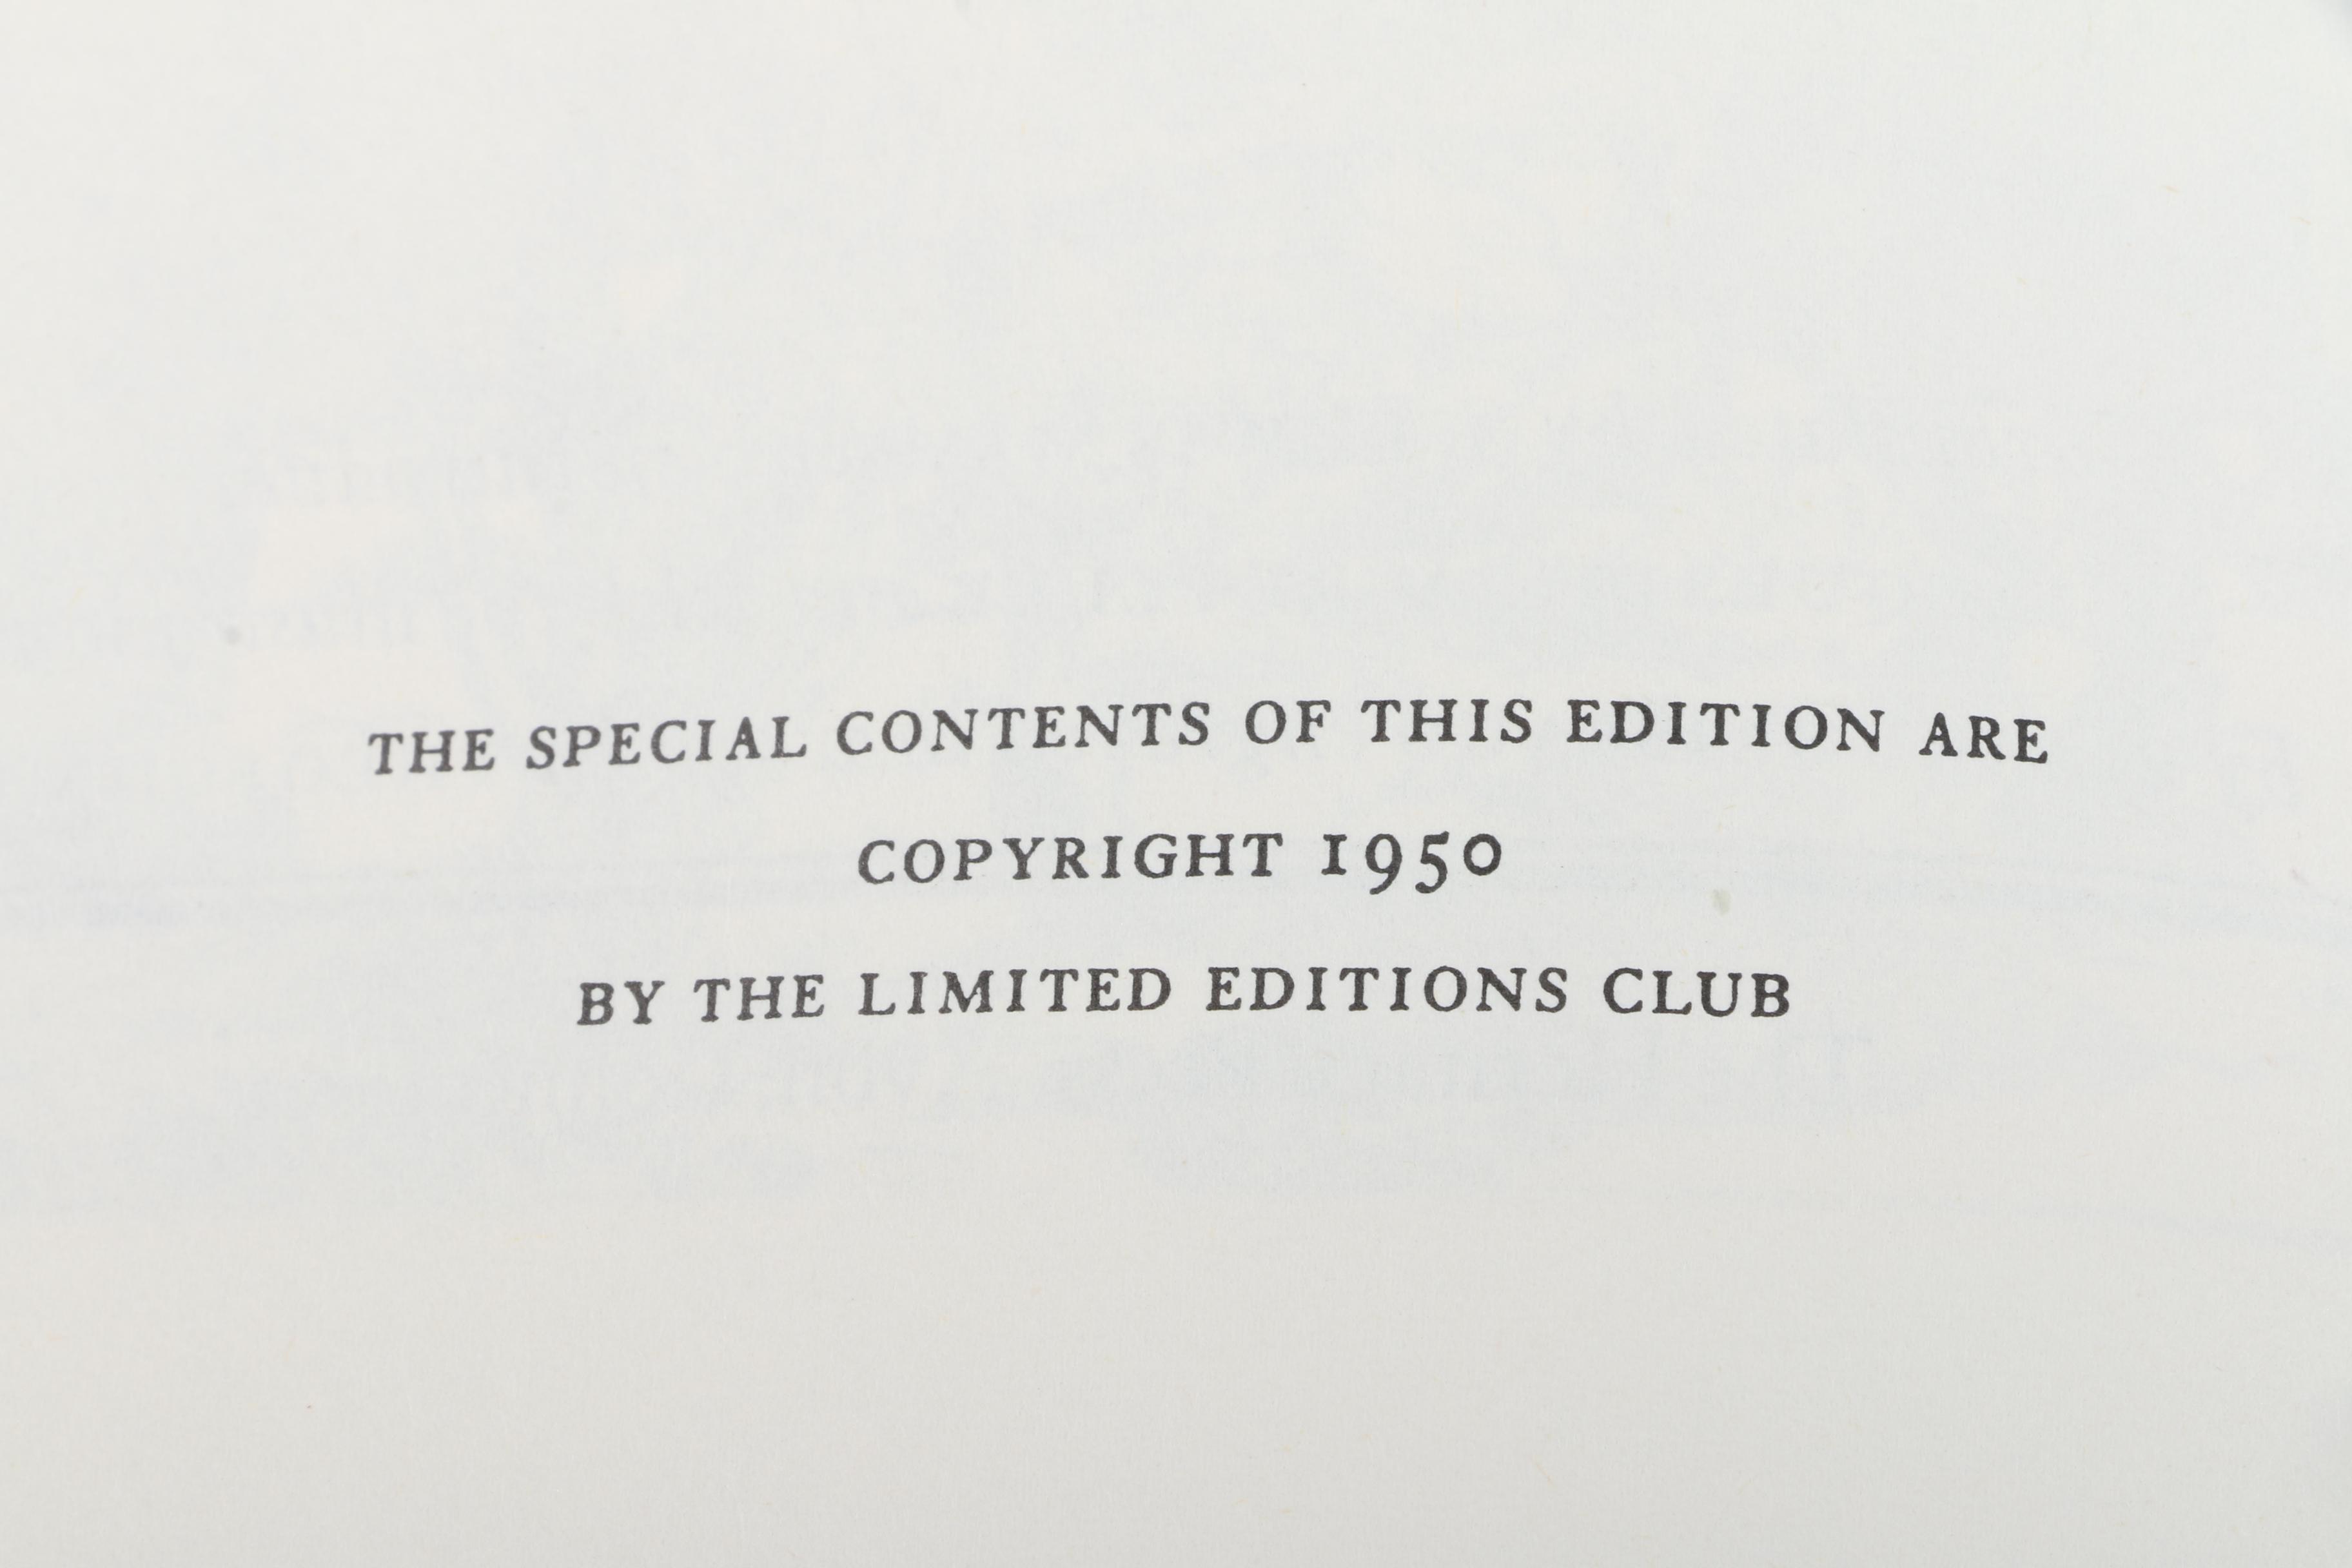 THE SPECIAL CONTENTS OF THIS EDITION ARE
COPYRIGHT 1950
BY THE LIMITED EDITIONS CLUB